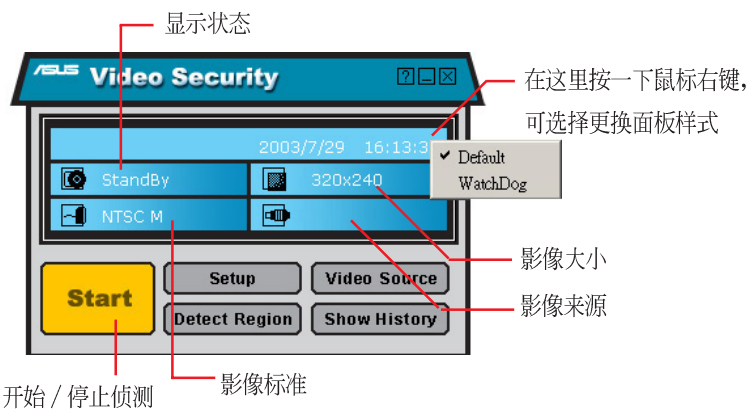 显示状态
ASUS Video Security
在这里按一下鼠标右键，
可选择更换面板样式
2003/7/29 16:13:3
Default
WatchDog
StandBy
320x240
NTSC M
影像大小
影像来源
Start
Setup
Video Source
Detect Region
Show History
开始／停止侦测
影像标准